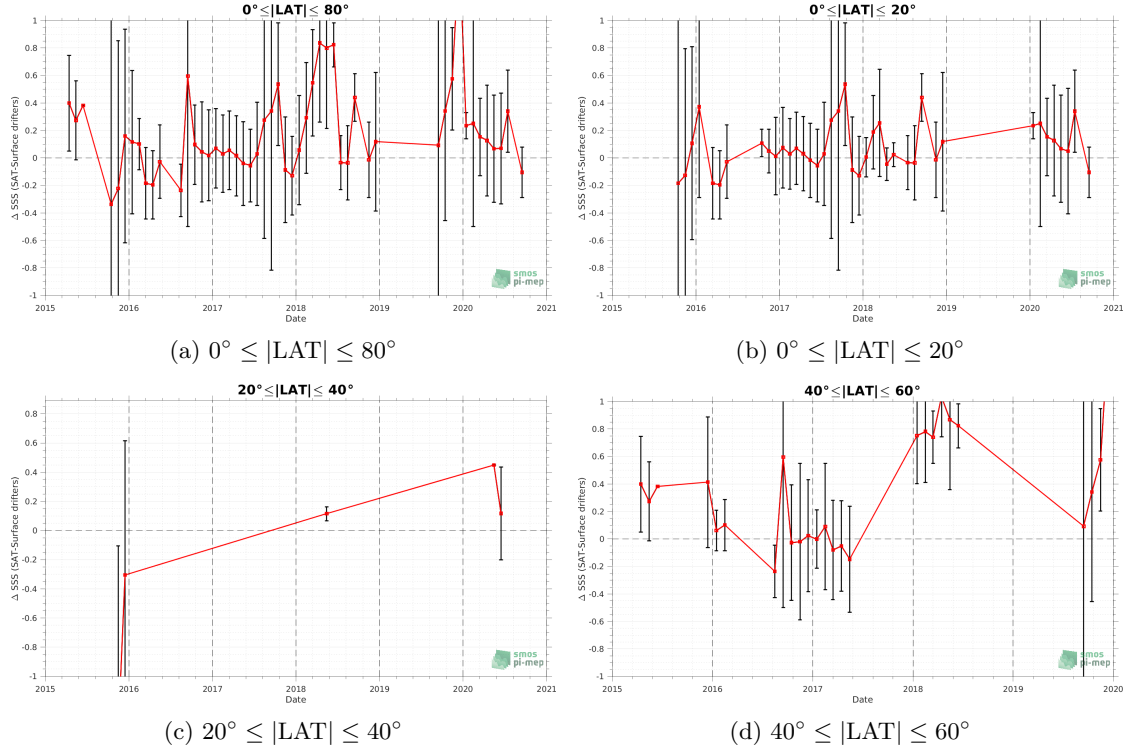 0°≤|LAT|≤ 80°
1
0.8
0.6
0.4
0.2
0
-0.2
-0.4
-0.6
-0.8
-1
Δ SSS (SAT-Surface drifters)
2015 2016 2017 2018 2019 2020 2021
Date
smos
pi-mep
(a) 0° ≤ |LAT| ≤ 80°
0°≤|LAT|≤ 20°
1
0.8
0.6
0.4
0.2
0
-0.2
-0.4
-0.6
-0.8
-1
Δ SSS (SAT-Surface drifters)
2015 2016 2017 2018 2019 2020 2021
Date
smos
pi-mep
(b) 0° ≤ |LAT| ≤ 20°
20°≤|LAT|≤ 40°
0.8
0.6
0.4
0.2
0
-0.2
-0.4
-0.6
-0.8
-1
Δ SSS (SAT-Surface drifters)
2015 2016 2017 2018 2019 2020 2021
Date
smos
pi-mep
(c) 20° ≤ |LAT| ≤ 40°
40°≤|LAT|≤ 60°
1
0.8
0.6
0.4
0.2
0
-0.2
-0.4
-0.6
-0.8
-1
Δ SSS (SAT-Surface drifters)
2015 2016 2017 2018 2019 2020
Date
smos
pi-mep
(d) 40° ≤ |LAT| ≤ 60°